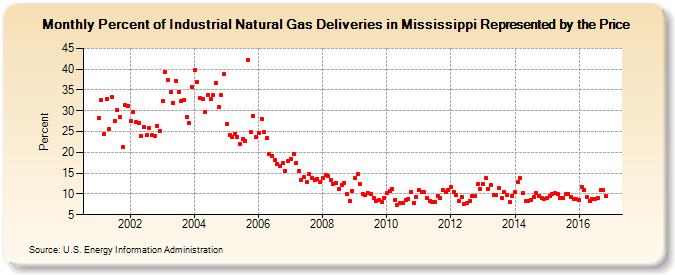 Monthly Percent of Industrial Natural Gas Deliveries in Mississippi Represented by the Price
Percent
45
40
35
30
25
20
15
10
5
2002 2004 2006 2008 2010 2012 2014 2016
Source: U.S. Energy Information Administration